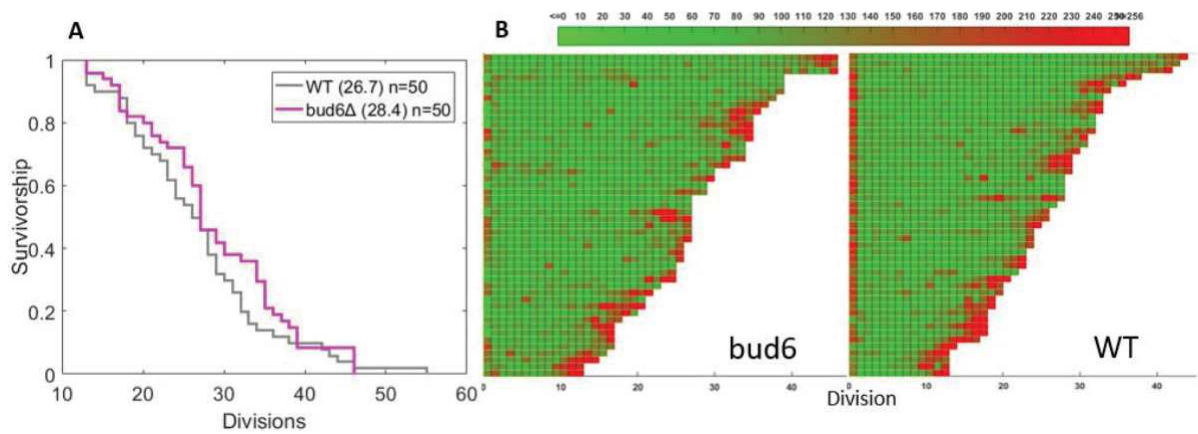 A
B
<=0 10 20 30 40 50 60 70 80 90 100 110 120 130 140 150 160 170 180 190 200 210 220 230 240 250 >256
1
0.8
0.6
0.4
0.2
0
Survivorship
WT (26.7) n=50
bud6Δ (28.4) n=50
10 20 30 40 50 60
Divisions
bud6
WT
0 10 20 30 40
0 10 20 30 40
Division